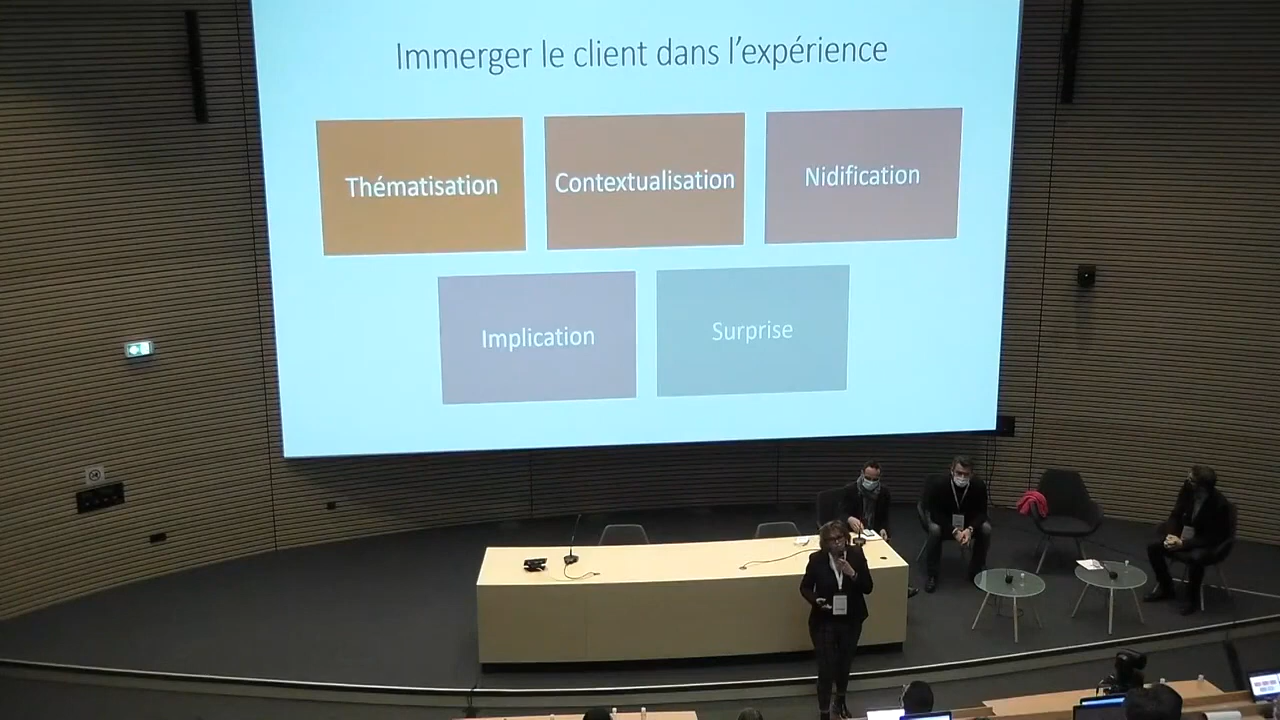 Immerger le client dans l'expérience
Thématisation
Contextualisation
Nidification
Implication
Surprise